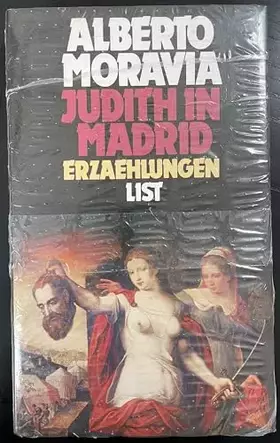 ALBERTO
MORAVIA
JUDITH IN
MADRID
ERZAEHLUNGEN
LIST